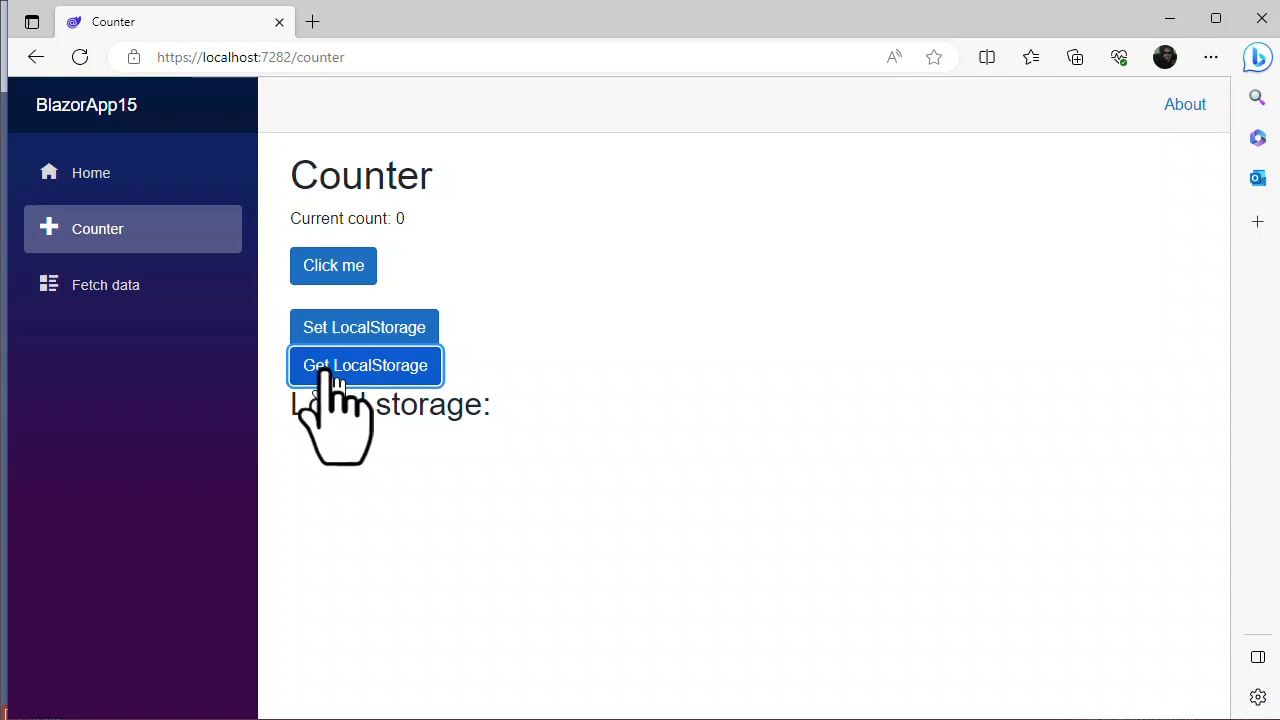 Counter
https://localhost:7282/counter
BlazorApp15
About
Home
Counter
Fetch data
Counter
Current count: 0
Click me
Set LocalStorage
Get LocalStorage
storage: